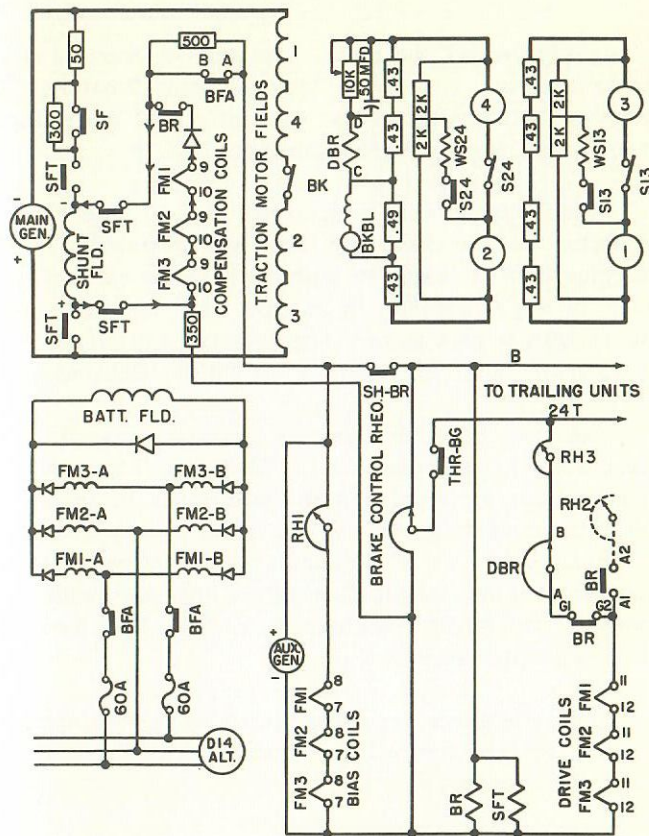 50
300
SF
SFT
SFT
MAIN GEN.
-
+
SHUNT FLD.
-
+
SFT
SFT
500
B A
BFA
BR
FM1
9
10
FM2
9
10
FM3
9
10
COMPENSATION COILS
350
TRACTION MOTOR FIELDS
1
4
BK
2
3
10K
50 MFD
D
DBR
C
BKBL
.43
.43
.49
.43
2K
2K
WS24
S24
4
S24
2
.43
.43
.43
.43
2K
2K
WS13
S13
3
S13
1
BATT. FLD.
FM3-A
FM3-B
FM2-A
FM2-B
FM1-A
FM1-B
BFA
BFA
60A
60A
D14 ALT.
B
SH-BR
TO TRAILING UNITS
24T
RH1
BRAKE CONTROL RHEO.
THR-BG
RH3
RH2
B
DBR
A
A2
BR
A1
G1
G2
BR
+
AUX. GEN.
-
FM1
8
7
FM2
8
7
FM3
8
7
BIAS COILS
BR
SFT
DRIVE COILS
FM1
11
12
FM2
11
12
FM3
11
12